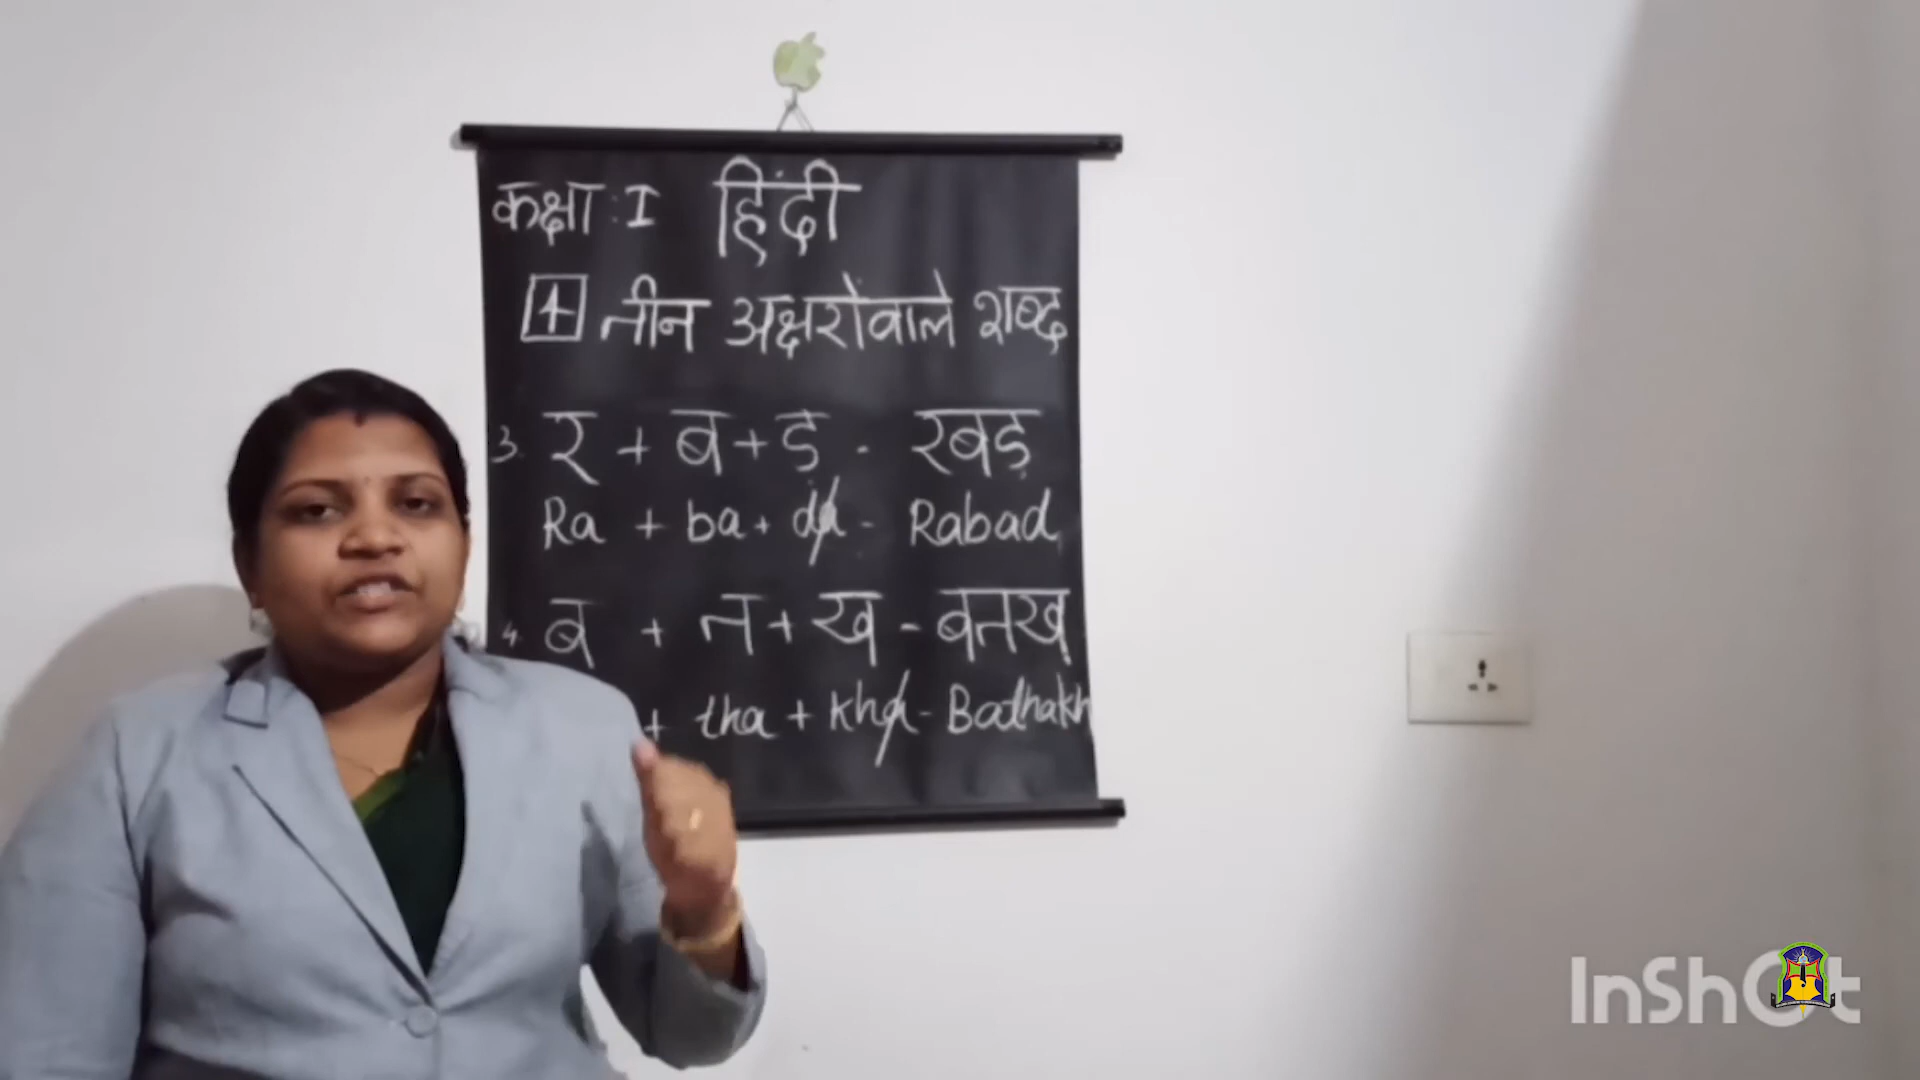 कक्षा : I हिंदी
4 तीन अक्षरोंवाले शब्द
3. र + ब + ड़ - रबड़
Ra + ba + da - Rabad
4. ब + त + ख - बतख
+ tha + kha - Bathakh
InShOt